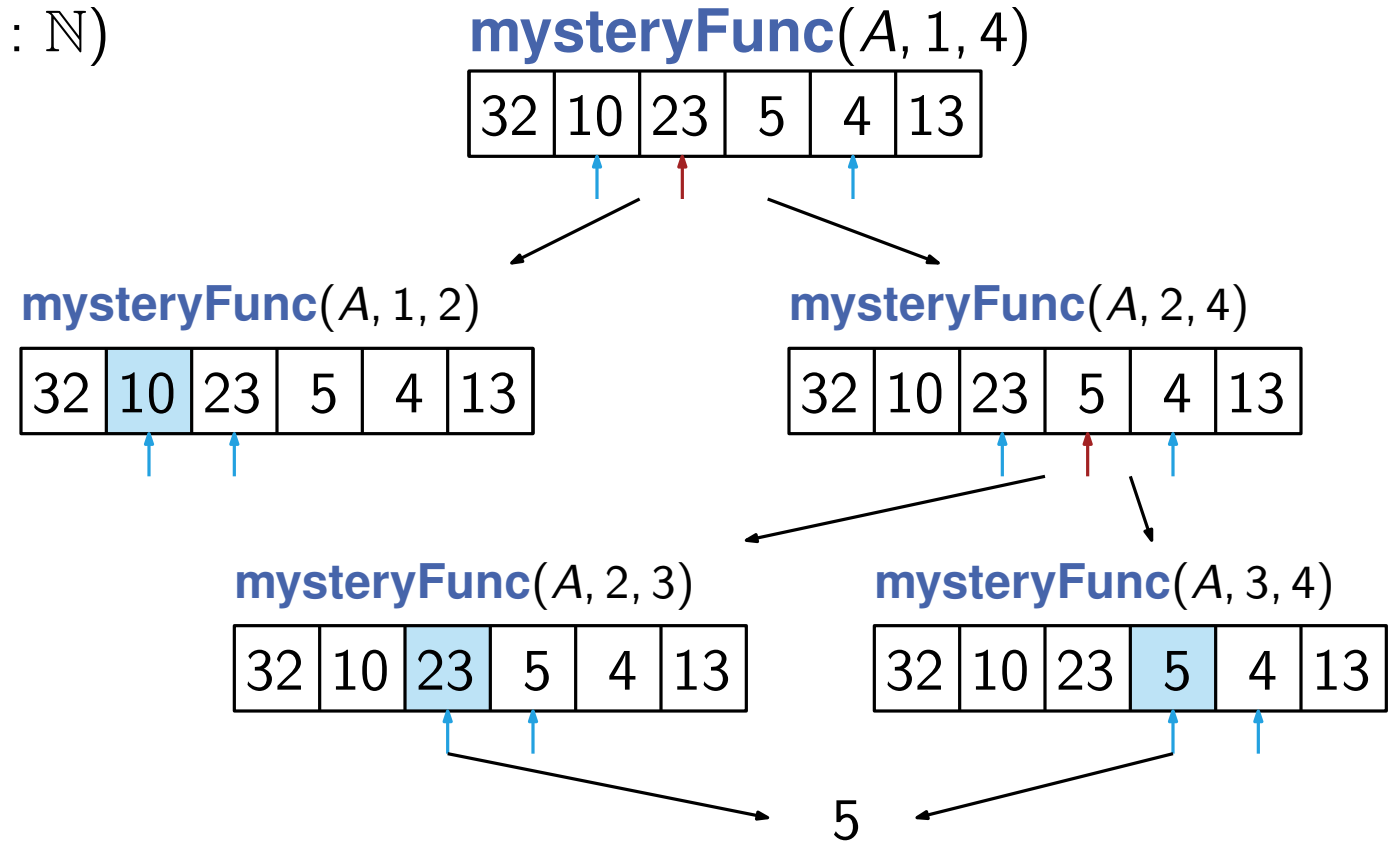 : ℕ)
mysteryFunc(A, 1, 4)
32 10 23 5 4 13
mysteryFunc(A, 1, 2)
32 10 23 5 4 13
mysteryFunc(A, 2, 4)
32 10 23 5 4 13
mysteryFunc(A, 2, 3)
32 10 23 5 4 13
mysteryFunc(A, 3, 4)
32 10 23 5 4 13
5